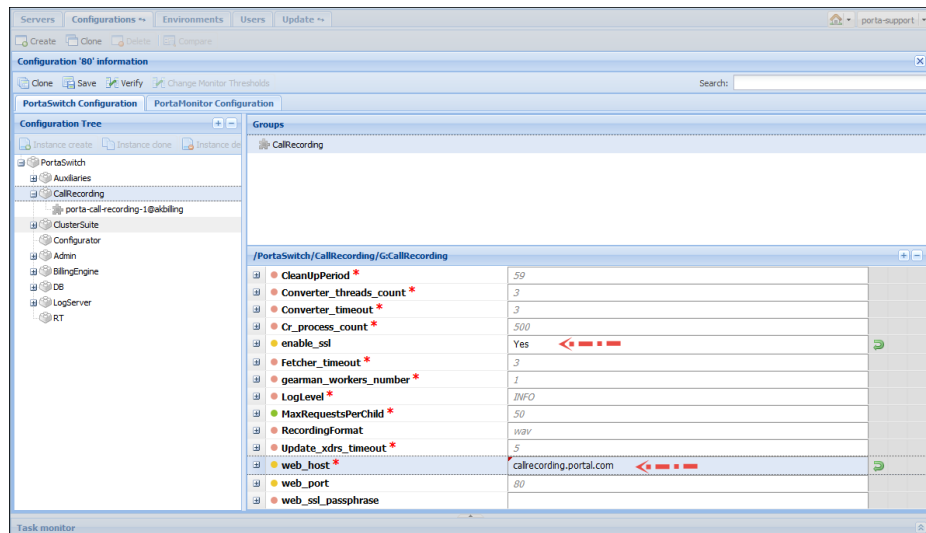 Servers Configurations Environments Users Update porta-support
Create Clone Delete Compare
Configuration '80' information
Clone Save Verify Change Monitor Thresholds Search:
PortaSwitch Configuration PortaMonitor Configuration
Configuration Tree
Instance create Instance clone Instance de
PortaSwitch
Auxiliaries
CallRecording
porta-call-recording-1@akbilling
ClusterSuite
Configurator
Admin
BillingEngine
DB
LogServer
RT
Groups
CallRecording
/PortaSwitch/CallRecording/G:CallRecording
CleanUpPeriod * 59
Converter_threads_count * 3
Converter_timeout * 3
Cr_process_count * 500
enable_ssl Yes
Fetcher_timeout * 3
gearman_workers_number * 1
LogLevel * INFO
MaxRequestsPerChild * 50
RecordingFormat wav
Update_xdrs_timeout * 5
web_host * callrecording.portal.com
web_port 80
web_ssl_passphrase
Task monitor